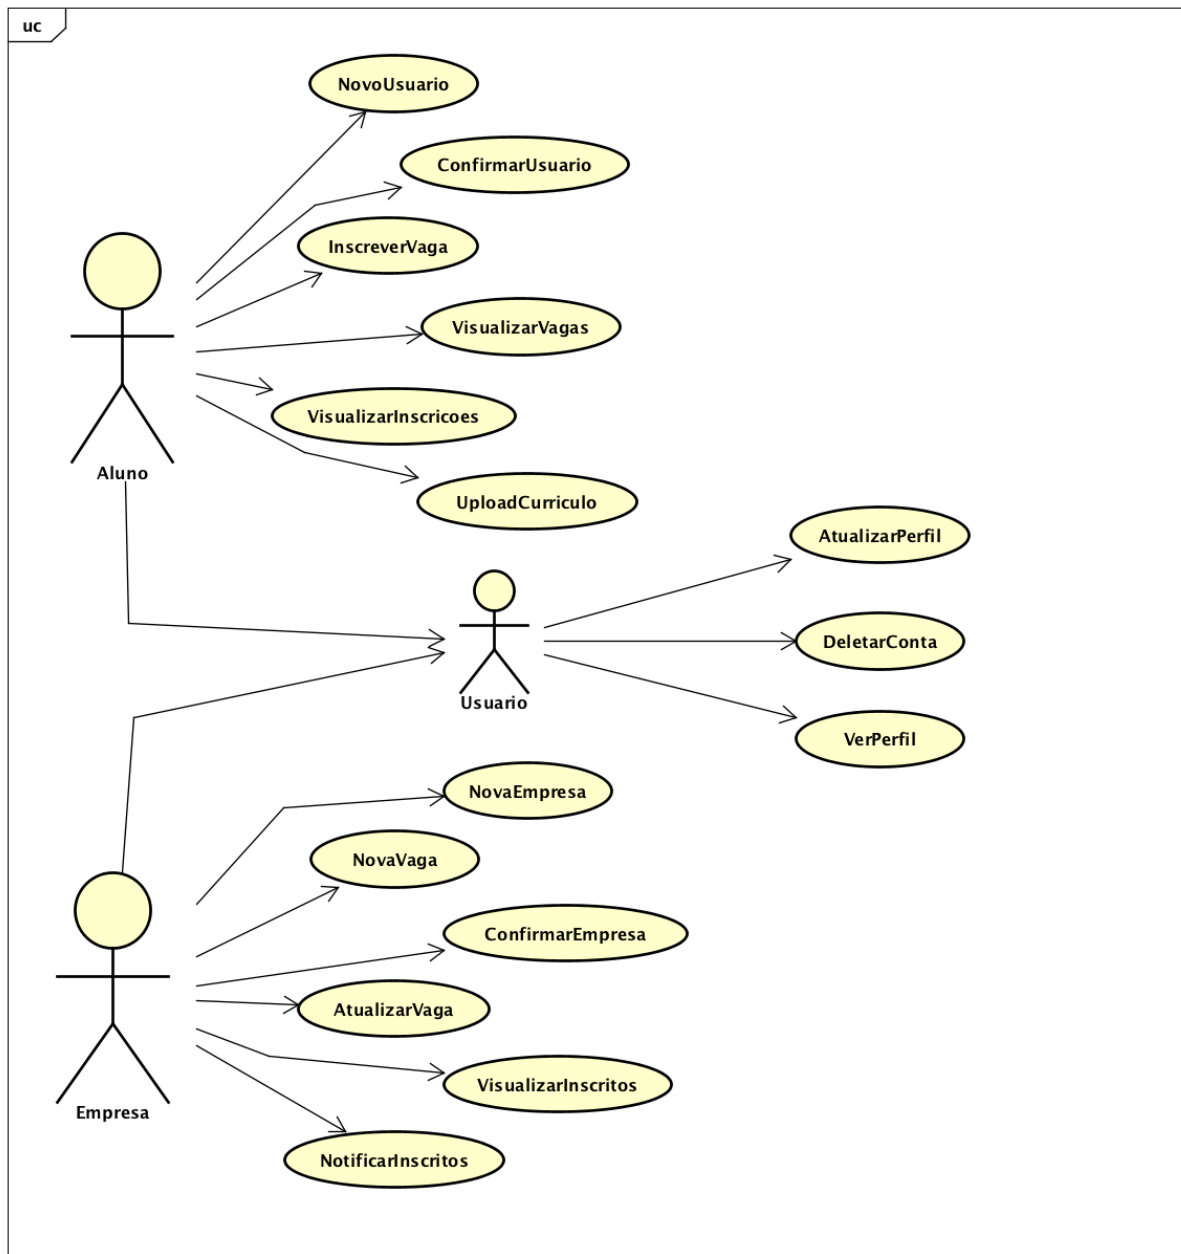 uc
NovoUsuario
ConfirmarUsuario
InscreverVaga
VisualizarVagas
VisualizarInscricoes
Aluno
UploadCurriculo
AtualizarPerfil
DeletarConta
Usuario
VerPerfil
NovaEmpresa
NovaVaga
ConfirmarEmpresa
AtualizarVaga
VisualizarInscritos
Empresa
NotificarInscritos